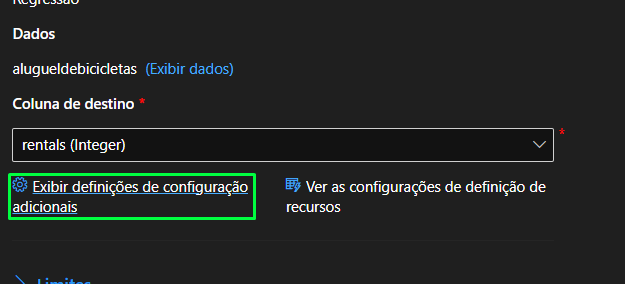 Regressão
Dados
alugueldebicicletas (Exibir dados)
Coluna de destino *
rentals (Integer) *
Exibir definições de configuração
adicionais
Ver as configurações de definição de
recursos
Limites